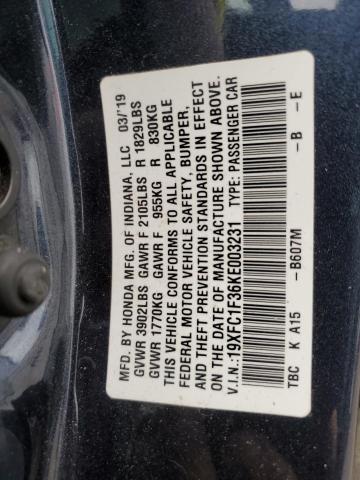 MFD. BY HONDA MFG. OF INDIANA, LLC 03/'19
GVWR 3902LBS GAWR F 2105LBS R 1829LBS
GVWR 1770KG GAWR F 955KG R 830KG
THIS VEHICLE CONFORMS TO ALL APPLICABLE
FEDERAL MOTOR VEHICLE SAFETY, BUMPER,
AND THEFT PREVENTION STANDARDS IN EFFECT
ON THE DATE OF MANUFACTURE SHOWN ABOVE.
V.I.N.:19XFC1F36KE003231 TYPE: PASSENGER CAR
TBC K A15 -B607M -B -E